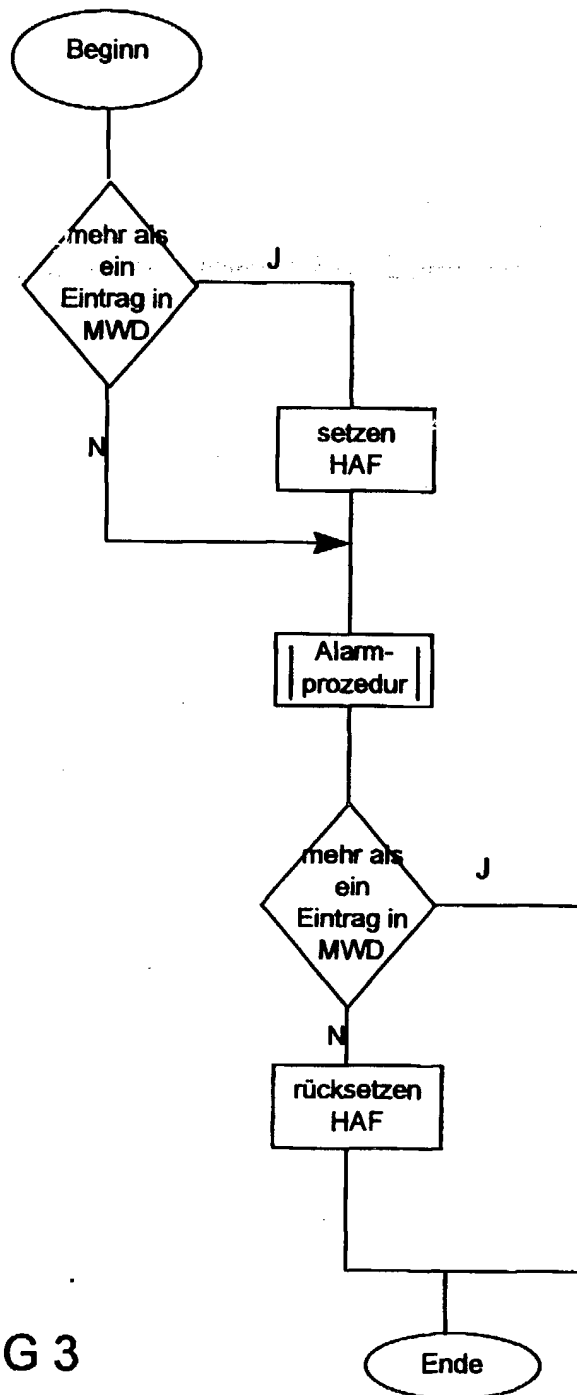 Beginn
mehr als
ein
Eintrag in
MWD
J
N
setzen
HAF
Alarm-
prozedur
mehr als
ein
Eintrag in
MWD
J
N
rücksetzen
HAF
Ende
G 3